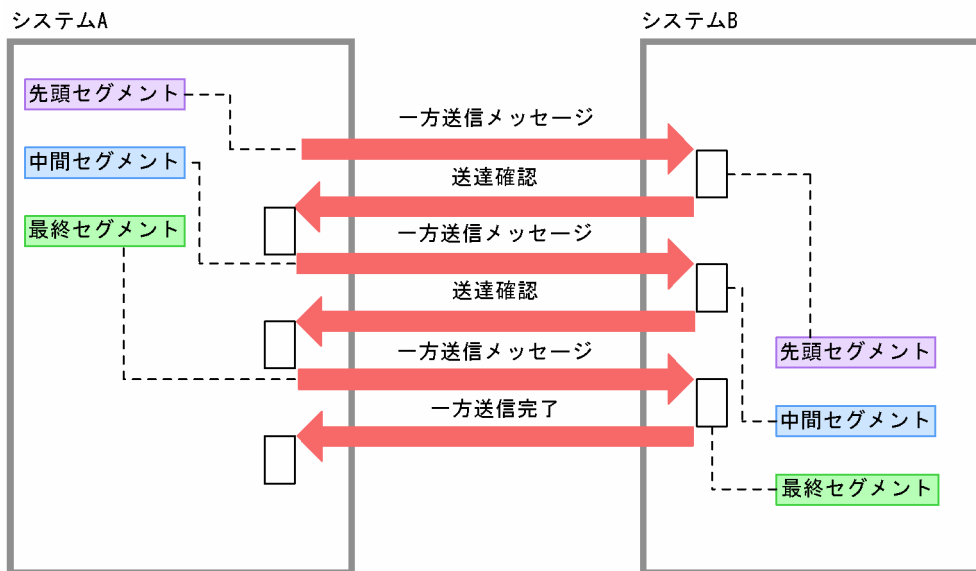 システムA
システムB
先頭セグメント
一方送信メッセージ
中間セグメント
送達確認
最終セグメント
一方送信メッセージ
送達確認
一方送信メッセージ
先頭セグメント
一方送信完了
中間セグメント
最終セグメント